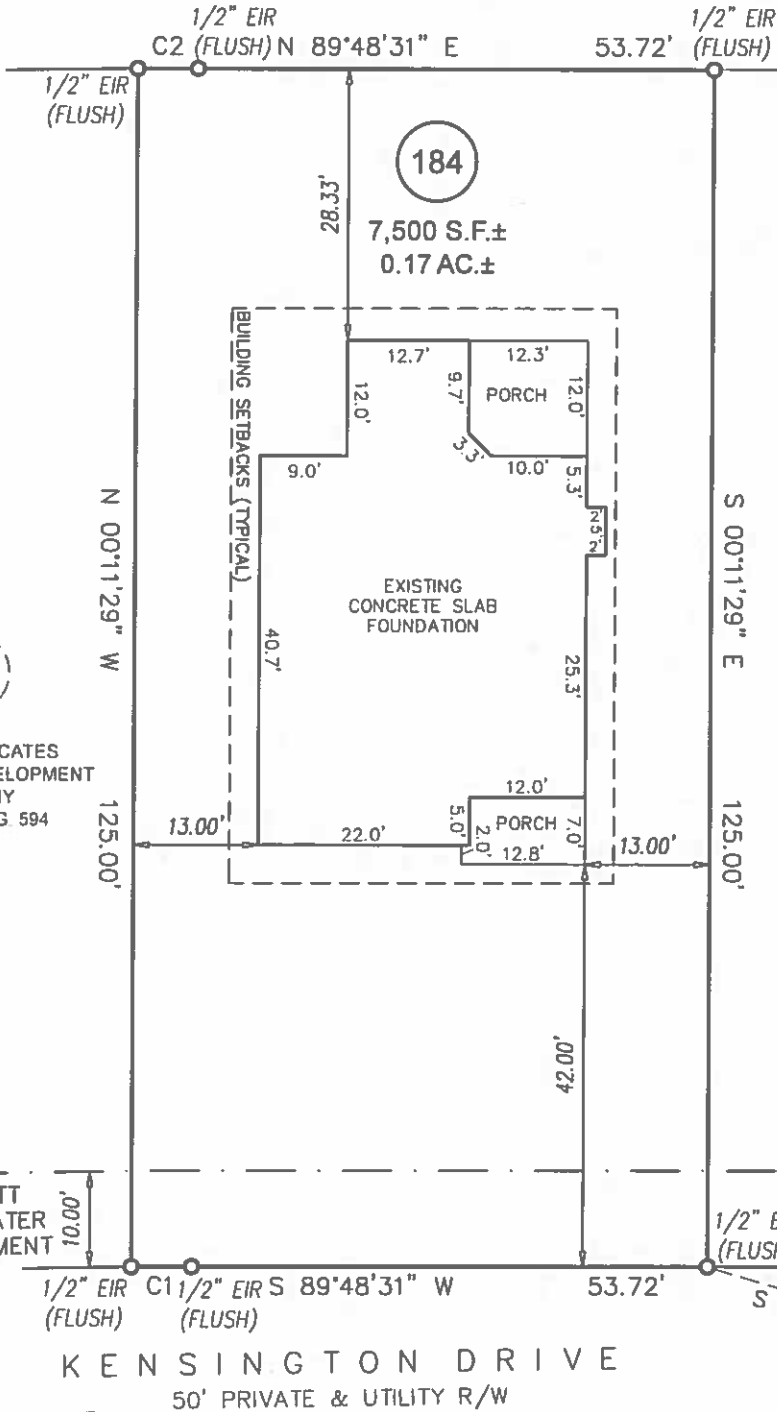 1/2" EIR
C2 (FLUSH) N 89°48'31" E 53.72'
1/2" EIR
(FLUSH)
1/2" EIR
(FLUSH)
28.33'
184
7,500 S.F.±
0.17 AC.±
BUILDING SETBACKS (TYPICAL)
12.7'
12.3'
12.0'
9.7'
PORCH
12.0'
3.3'
9.0'
10.0'
5.3'
2'
5'
2'
N 00°11'29" W 125.00'
S 00°11'29" E 125.00'
EXISTING
CONCRETE SLAB
FOUNDATION
40.7'
25.3'
CATES
ELOPMENT
Y
G. 594
12.0'
13.00'
22.0'
5.0'
2.0'
PORCH
7.0'
12.8'
13.00'
42.00'
TT
ATER
MENT
10.00'
1/2" E
(FLUSH
1/2" EIR
(FLUSH)
C1
1/2" EIR
(FLUSH)
S 89°48'31" W 53.72'
S
KENSINGTON DRIVE
50' PRIVATE & UTILITY R/W